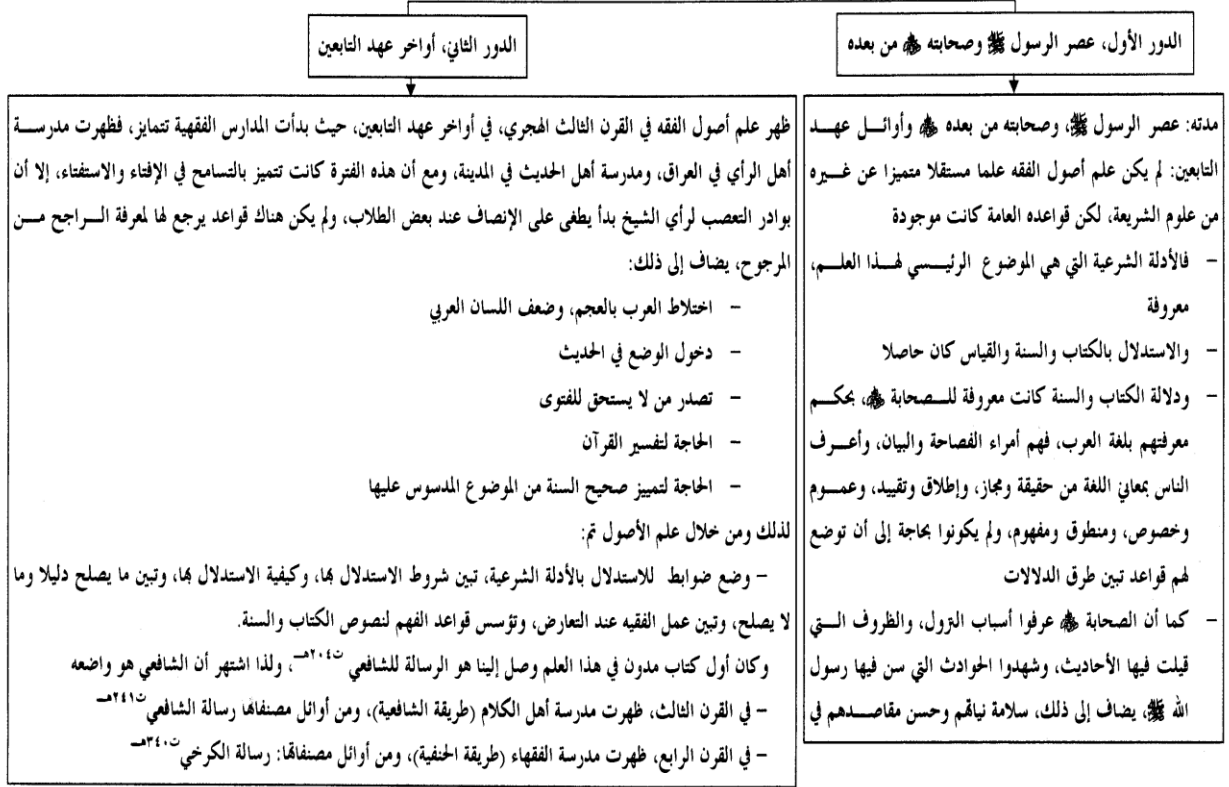 الدور الأول، عصر الرسول ﷺ وصحابته ﷺ من بعده
مدته: عصر الرسول ﷺ، وصحابته من بعده ﷺ وأوائـل عهـد
التابعين: لم يكن علم أصول الفقه علما مستقلا متميزا عن غـيره
من علوم الشريعة، لكن قواعده العامة كانت موجودة
- فالأدلة الشرعية التي هي الموضوع الرئيـسي لهـذا العلـم،
معروفة
- والاستدلال بالكتاب والسنة والقياس كان حاصلا
- ودلالة الكتاب والسنة كانت معروفة للـصحابة ﷺ، بحكـم
معرفتهم بلغة العرب، فهم أمراء الفصاحة والبيان، وأعـرف
الناس بمعاني اللغة من حقيقة ومجاز، وإطلاق وتقييد، وعمـوم
وخصوص، ومنطوق ومفهوم، ولم يكونوا بحاجة إلى أن توضع
لهم قواعد تبين طرق الدلالات
- كما أن الصحابة ﷺ عرفوا أسباب النزول، والظروف الـتي
قيلت فيها الأحاديث، وشهدوا الحوادث التي سن فيها رسول
الله ﷺ، يضاف إلى ذلك، سلامة نياتهم وحسن مقاصـدهم في
الدور الثاني، أواخر عهد التابعين
ظهر علم أصول الفقه في القرن الثالث الهجري، في أواخر عهد التابعين، حيث بدأت المدارس الفقهية تتمايز، فظهرت مدرسـة
أهل الرأي في العراق، ومدرسة أهل الحديث في المدينة، ومع أن هذه الفترة كانت تتميز بالتسامح في الإفتاء والاستفتاء، إلا أن
بوادر التعصب لرأي الشيخ بدأ يطغى على الإنصاف عند بعض الطلاب، ولم يكن هناك قواعد يرجع لها لمعرفة الـراجح مـن
المرجوح، يضاف إلى ذلك:
- اختلاط العرب بالعجم، وضعف اللسان العربي
- دخول الوضع في الحديث
- تصدر من لا يستحق للفتوى
- الحاجة لتفسير القرآن
- الحاجة لتمييز صحيح السنة من الموضوع المدسوس عليها
لذلك ومن خلال علم الأصول تم:
- وضع ضوابط للاستدلال بالأدلة الشرعية، تبين شروط الاستدلال بها، وكيفية الاستدلال بها، وتبين ما يصلح دليلا وما
لا يصلح، وتبين عمل الفقيه عند التعارض، وتؤسس قواعد الفهم لنصوص الكتاب والسنة.
وكان أول كتاب مدون في هذا العلم وصل إلينا هو الرسالة للشافعي ت٢٠٤هـ، ولذا اشتهر أن الشافعي هو واضعه
- في القرن الثالث، ظهرت مدرسة أهل الكلام (طريقة الشافعية)، ومن أوائل مصنفاتها رسالة الشافعي ت٢٤١هـ
- في القرن الرابع، ظهرت مدرسة الفقهاء (طريقة الحنفية)، ومن أوائل مصنفاتها: رسالة الكرخي ت٣٤٠هـ